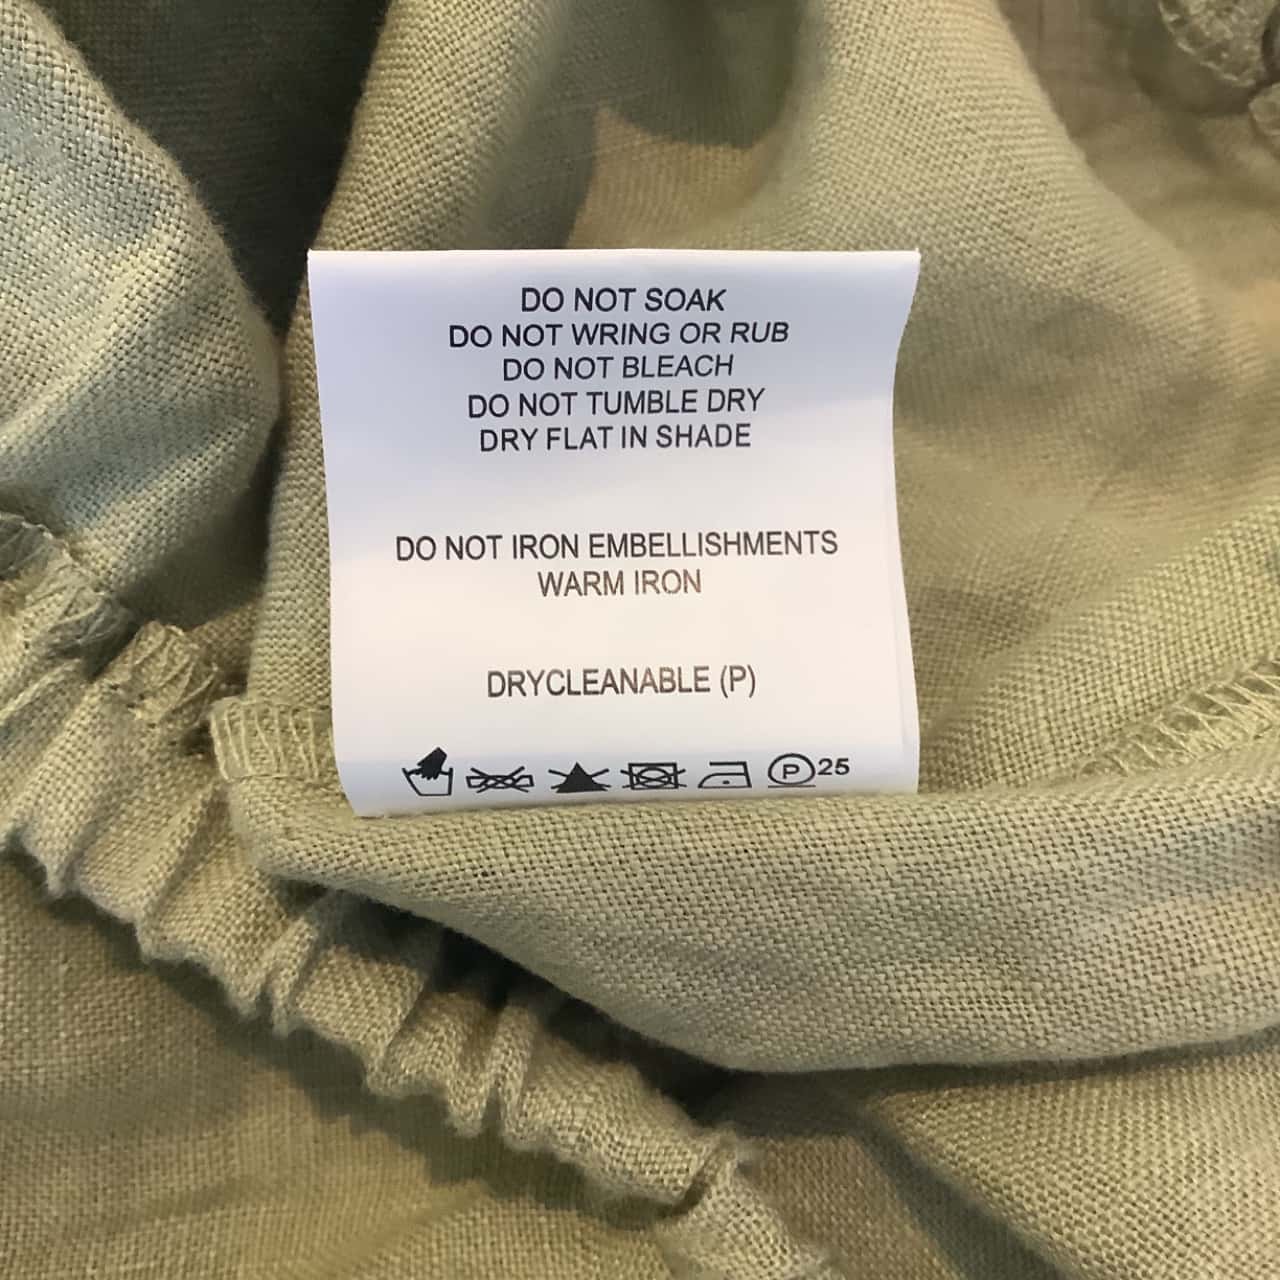 DO NOT SOAK
DO NOT WRING OR RUB
DO NOT BLEACH
DO NOT TUMBLE DRY
DRY FLAT IN SHADE
DO NOT IRON EMBELLISHMENTS
WARM IRON
DRYCLEANABLE (P)
P 25